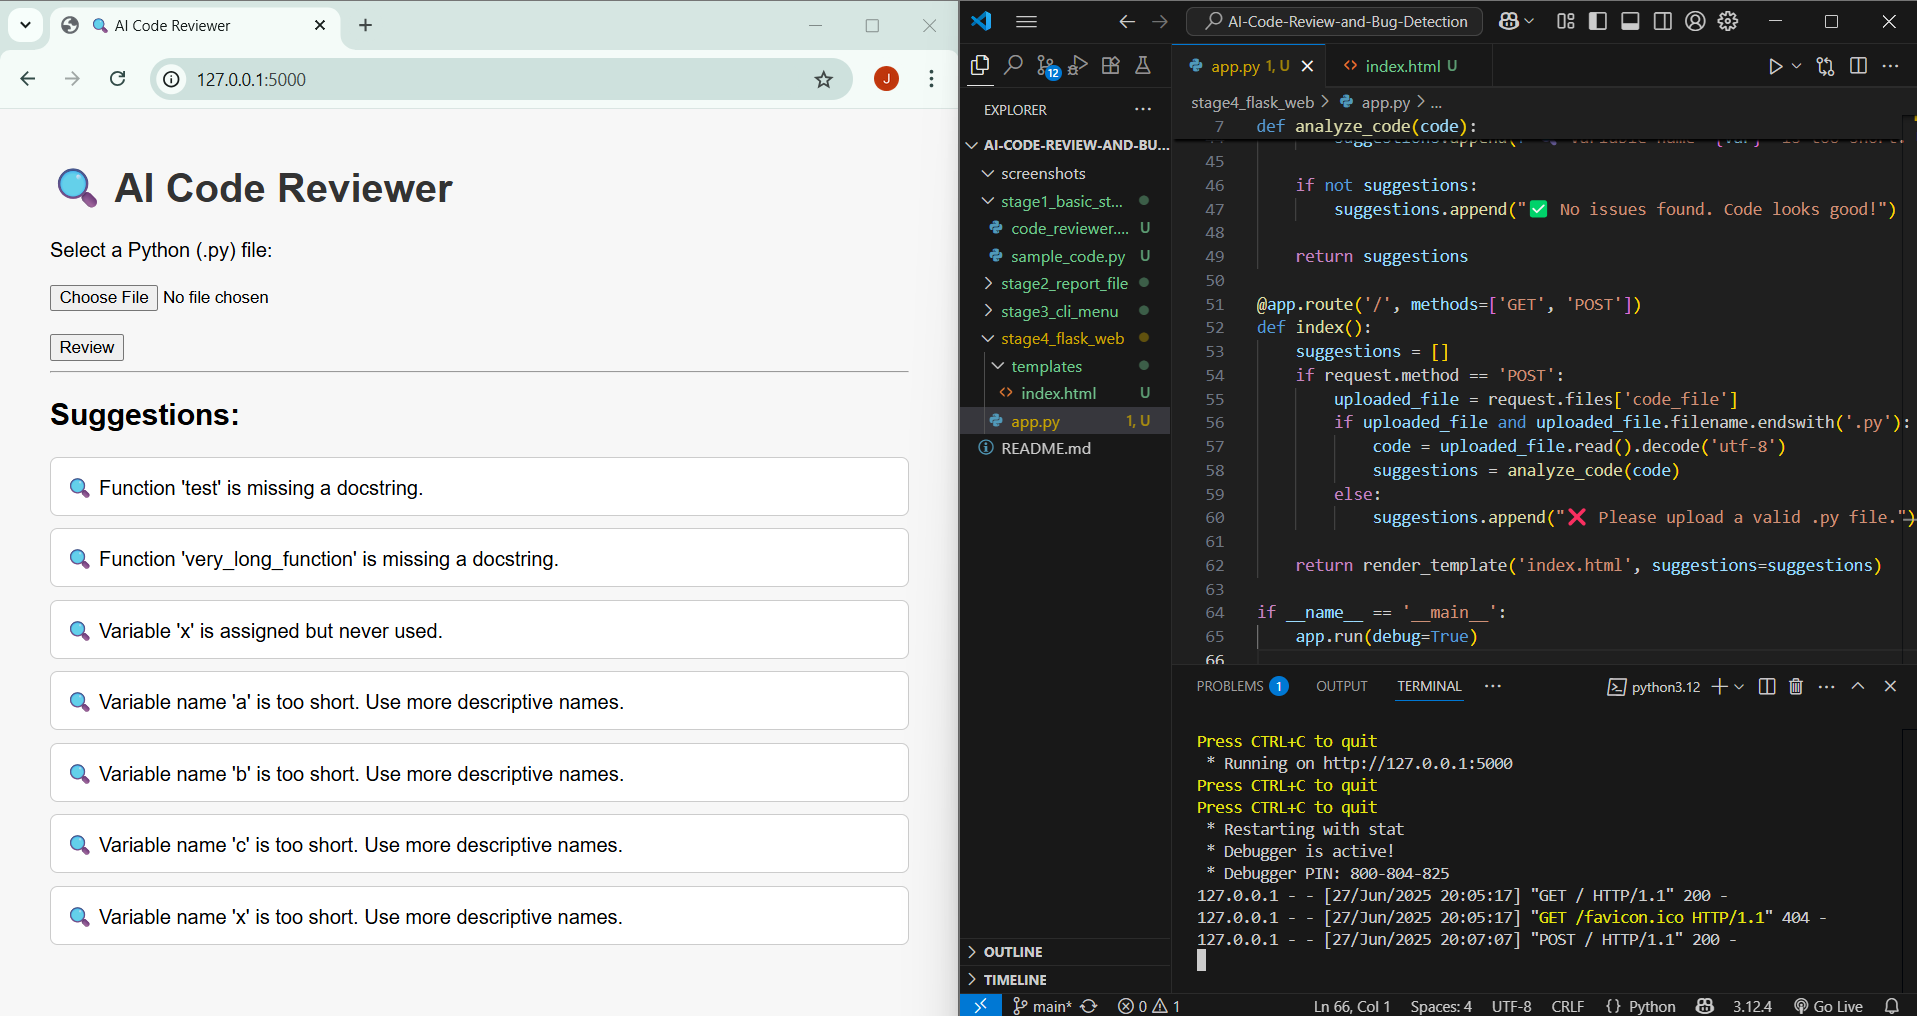 AI Code Reviewer
127.0.0.1:5000
J
AI Code Reviewer
Select a Python (.py) file:
Choose File No file chosen
Review
Suggestions:
Function 'test' is missing a docstring.
Function 'very_long_function' is missing a docstring.
Variable 'x' is assigned but never used.
Variable name 'a' is too short. Use more descriptive names.
Variable name 'b' is too short. Use more descriptive names.
Variable name 'c' is too short. Use more descriptive names.
Variable name 'x' is too short. Use more descriptive names.
AI-Code-Review-and-Bug-Detection
12
EXPLORER
AI-CODE-REVIEW-AND-BU...
screenshots
stage1_basic_st...
code_reviewer.... U
sample_code.py U
stage2_report_file
stage3_cli_menu
stage4_flask_web
templates
index.html U
app.py 1, U
README.md
OUTLINE
TIMELINE
app.py 1, U
index.html U
stage4_flask_web > app.py > ...
7 def analyze_code(code):
45
46 if not suggestions:
47 suggestions.append("✅ No issues found. Code looks good!")
48
49 return suggestions
50
51 @app.route('/', methods=['GET', 'POST'])
52 def index():
53 suggestions = []
54 if request.method == 'POST':
55 uploaded_file = request.files['code_file']
56 if uploaded_file and uploaded_file.filename.endswith('.py'):
57 code = uploaded_file.read().decode('utf-8')
58 suggestions = analyze_code(code)
59 else:
60 suggestions.append("❌ Please upload a valid .py file.")
61
62 return render_template('index.html', suggestions=suggestions)
63
64 if __name__ == '__main__':
65 app.run(debug=True)
66
PROBLEMS 1 OUTPUT TERMINAL python3.12
Press CTRL+C to quit
* Running on http://127.0.0.1:5000
Press CTRL+C to quit
Press CTRL+C to quit
* Restarting with stat
* Debugger is active!
* Debugger PIN: 800-804-825
127.0.0.1 - - [27/Jun/2025 20:05:17] "GET / HTTP/1.1" 200 -
127.0.0.1 - - [27/Jun/2025 20:05:17] "GET /favicon.ico HTTP/1.1" 404 -
127.0.0.1 - - [27/Jun/2025 20:07:07] "POST / HTTP/1.1" 200 -
main* 0 1 Ln 66, Col 1 Spaces: 4 UTF-8 CRLF {} Python 3.12.4 Go Live